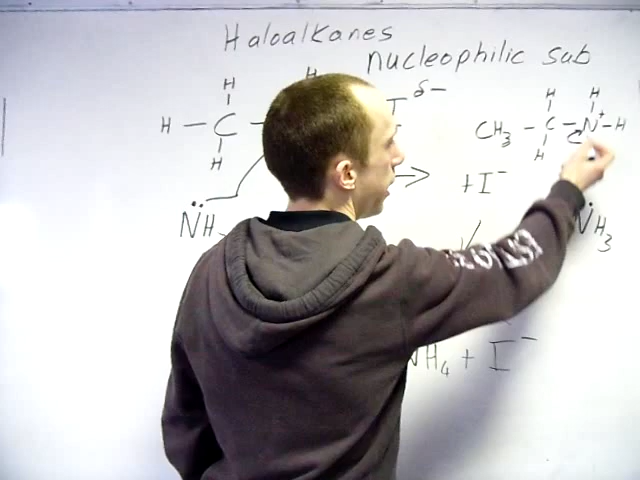 Haloalkanes
nucleophilic sub
H H H H
I δ-
H - C - CH3 - C - N+ - H
H H
+ I-
NH NH3
NH4 + I-